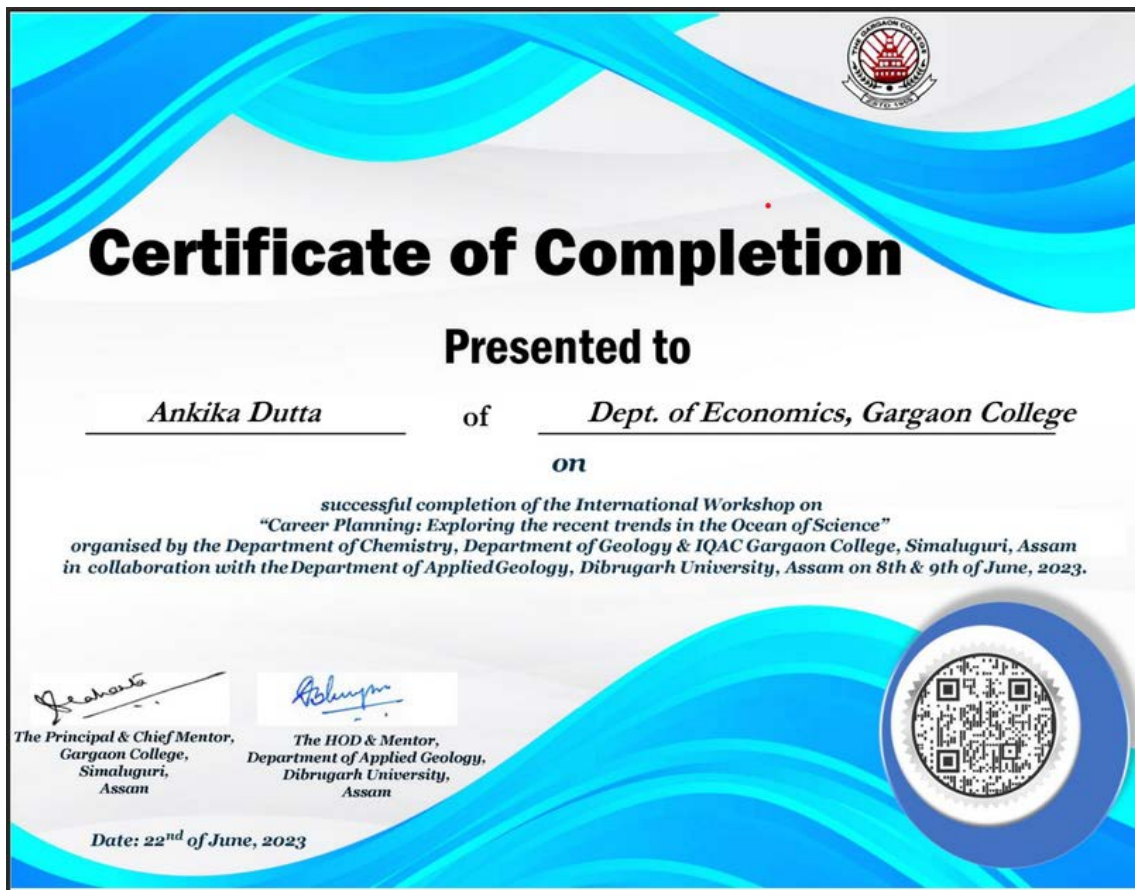 THE GARGAON COLLEGE
Certificate of Completion
Presented to
Ankika Dutta of Dept. of Economics, Gargaon College
on
successful completion of the International Workshop on
“Career Planning: Exploring the recent trends in the Ocean of Science”
organised by the Department of Chemistry, Department of Geology & IQAC Gargaon College, Simaluguri, Assam
in collaboration with the Department of Applied Geology, Dibrugarh University, Assam on 8th & 9th of June, 2023.
The Principal & Chief Mentor,
Gargaon College,
Simaluguri,
Assam
The HOD & Mentor,
Department of Applied Geology,
Dibrugarh University,
Assam
Date: 22nd of June, 2023